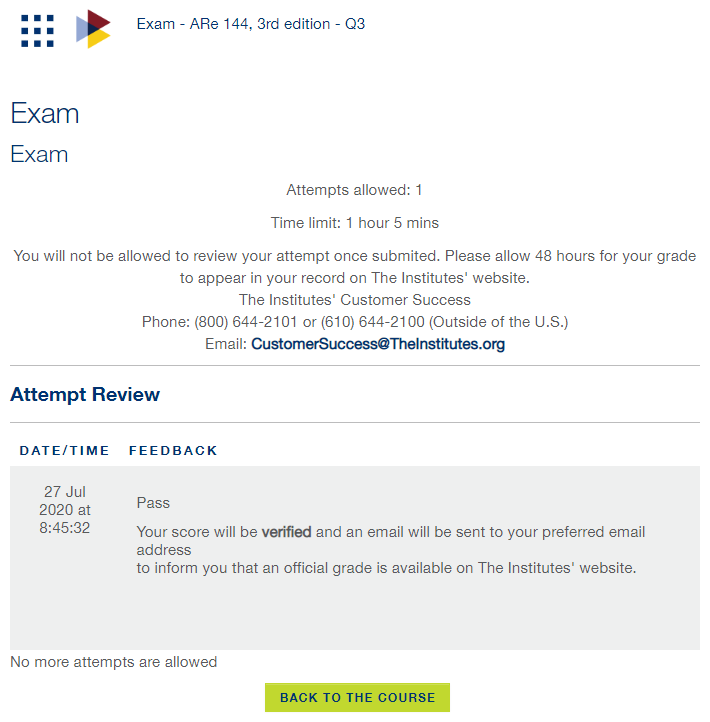 Exam - ARe 144, 3rd edition - Q3
Exam
Exam
Attempts allowed: 1
Time limit: 1 hour 5 mins
You will not be allowed to review your attempt once submited. Please allow 48 hours for your grade
to appear in your record on The Institutes' website.
The Institutes' Customer Success
Phone: (800) 644-2101 or (610) 644-2100 (Outside of the U.S.)
Email: CustomerSuccess@TheInstitutes.org
Attempt Review
DATE/TIME FEEDBACK
27 Jul
2020 at
8:45:32
Pass
Your score will be verified and an email will be sent to your preferred email
address
to inform you that an official grade is available on The Institutes' website.
No more attempts are allowed
BACK TO THE COURSE